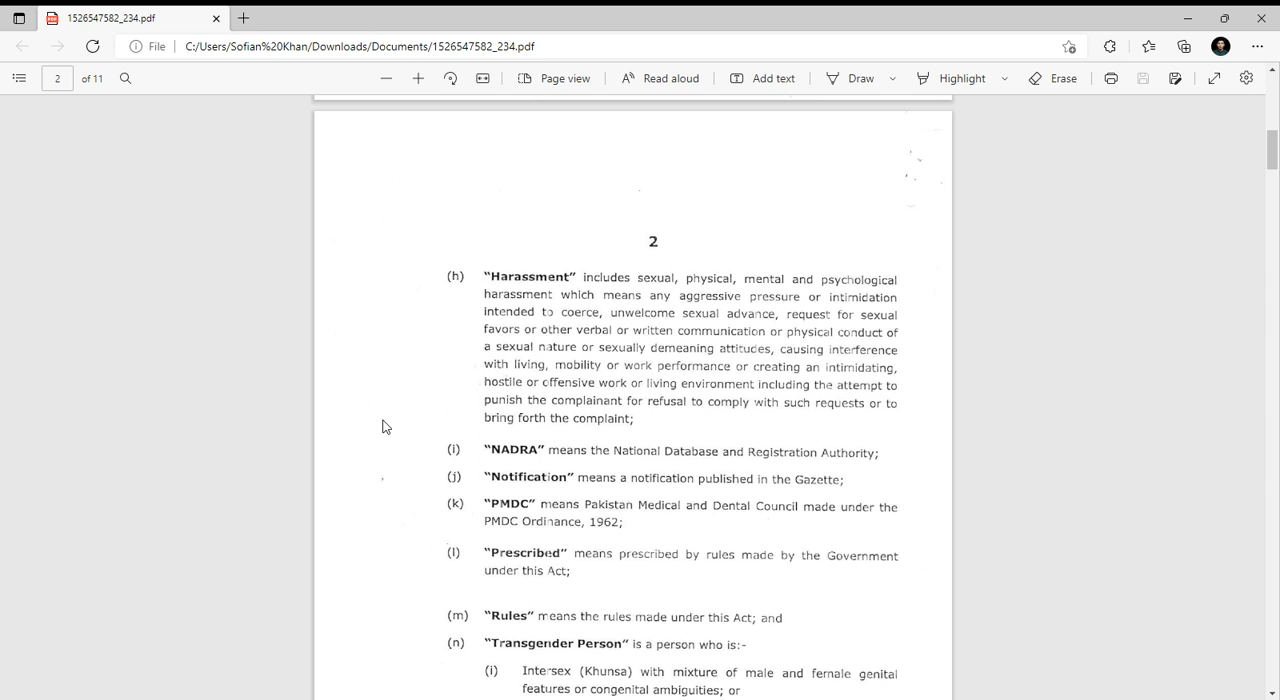 1526547582_234.pdf
File C:/Users/Sofian%20Khan/Downloads/Documents/1526547582_234.pdf
2 of 11 Page view Read aloud Add text Draw Highlight Erase
2
(h) "Harassment" includes sexual, physical, mental and psychological
harassment which means any aggressive pressure or intimidation
intended to coerce, unwelcome sexual advance, request for sexual
favors or other verbal or written communication or physical conduct of
a sexual nature or sexually demeaning attitudes, causing interference
with living, mobility or work performance or creating an intimidating,
hostile or offensive work or living environment including the attempt to
punish the complainant for refusal to comply with such requests or to
bring forth the complaint;
(i) "NADRA" means the National Database and Registration Authority;
(j) "Notification" means a notification published in the Gazette;
(k) "PMDC" means Pakistan Medical and Dental Council made under the
PMDC Ordinance, 1962;
(l) "Prescribed" means prescribed by rules made by the Government
under this Act;
(m) "Rules" means the rules made under this Act; and
(n) "Transgender Person" is a person who is:-
(i) Intersex (Khunsa) with mixture of male and female genital
features or congenital ambiguities; or